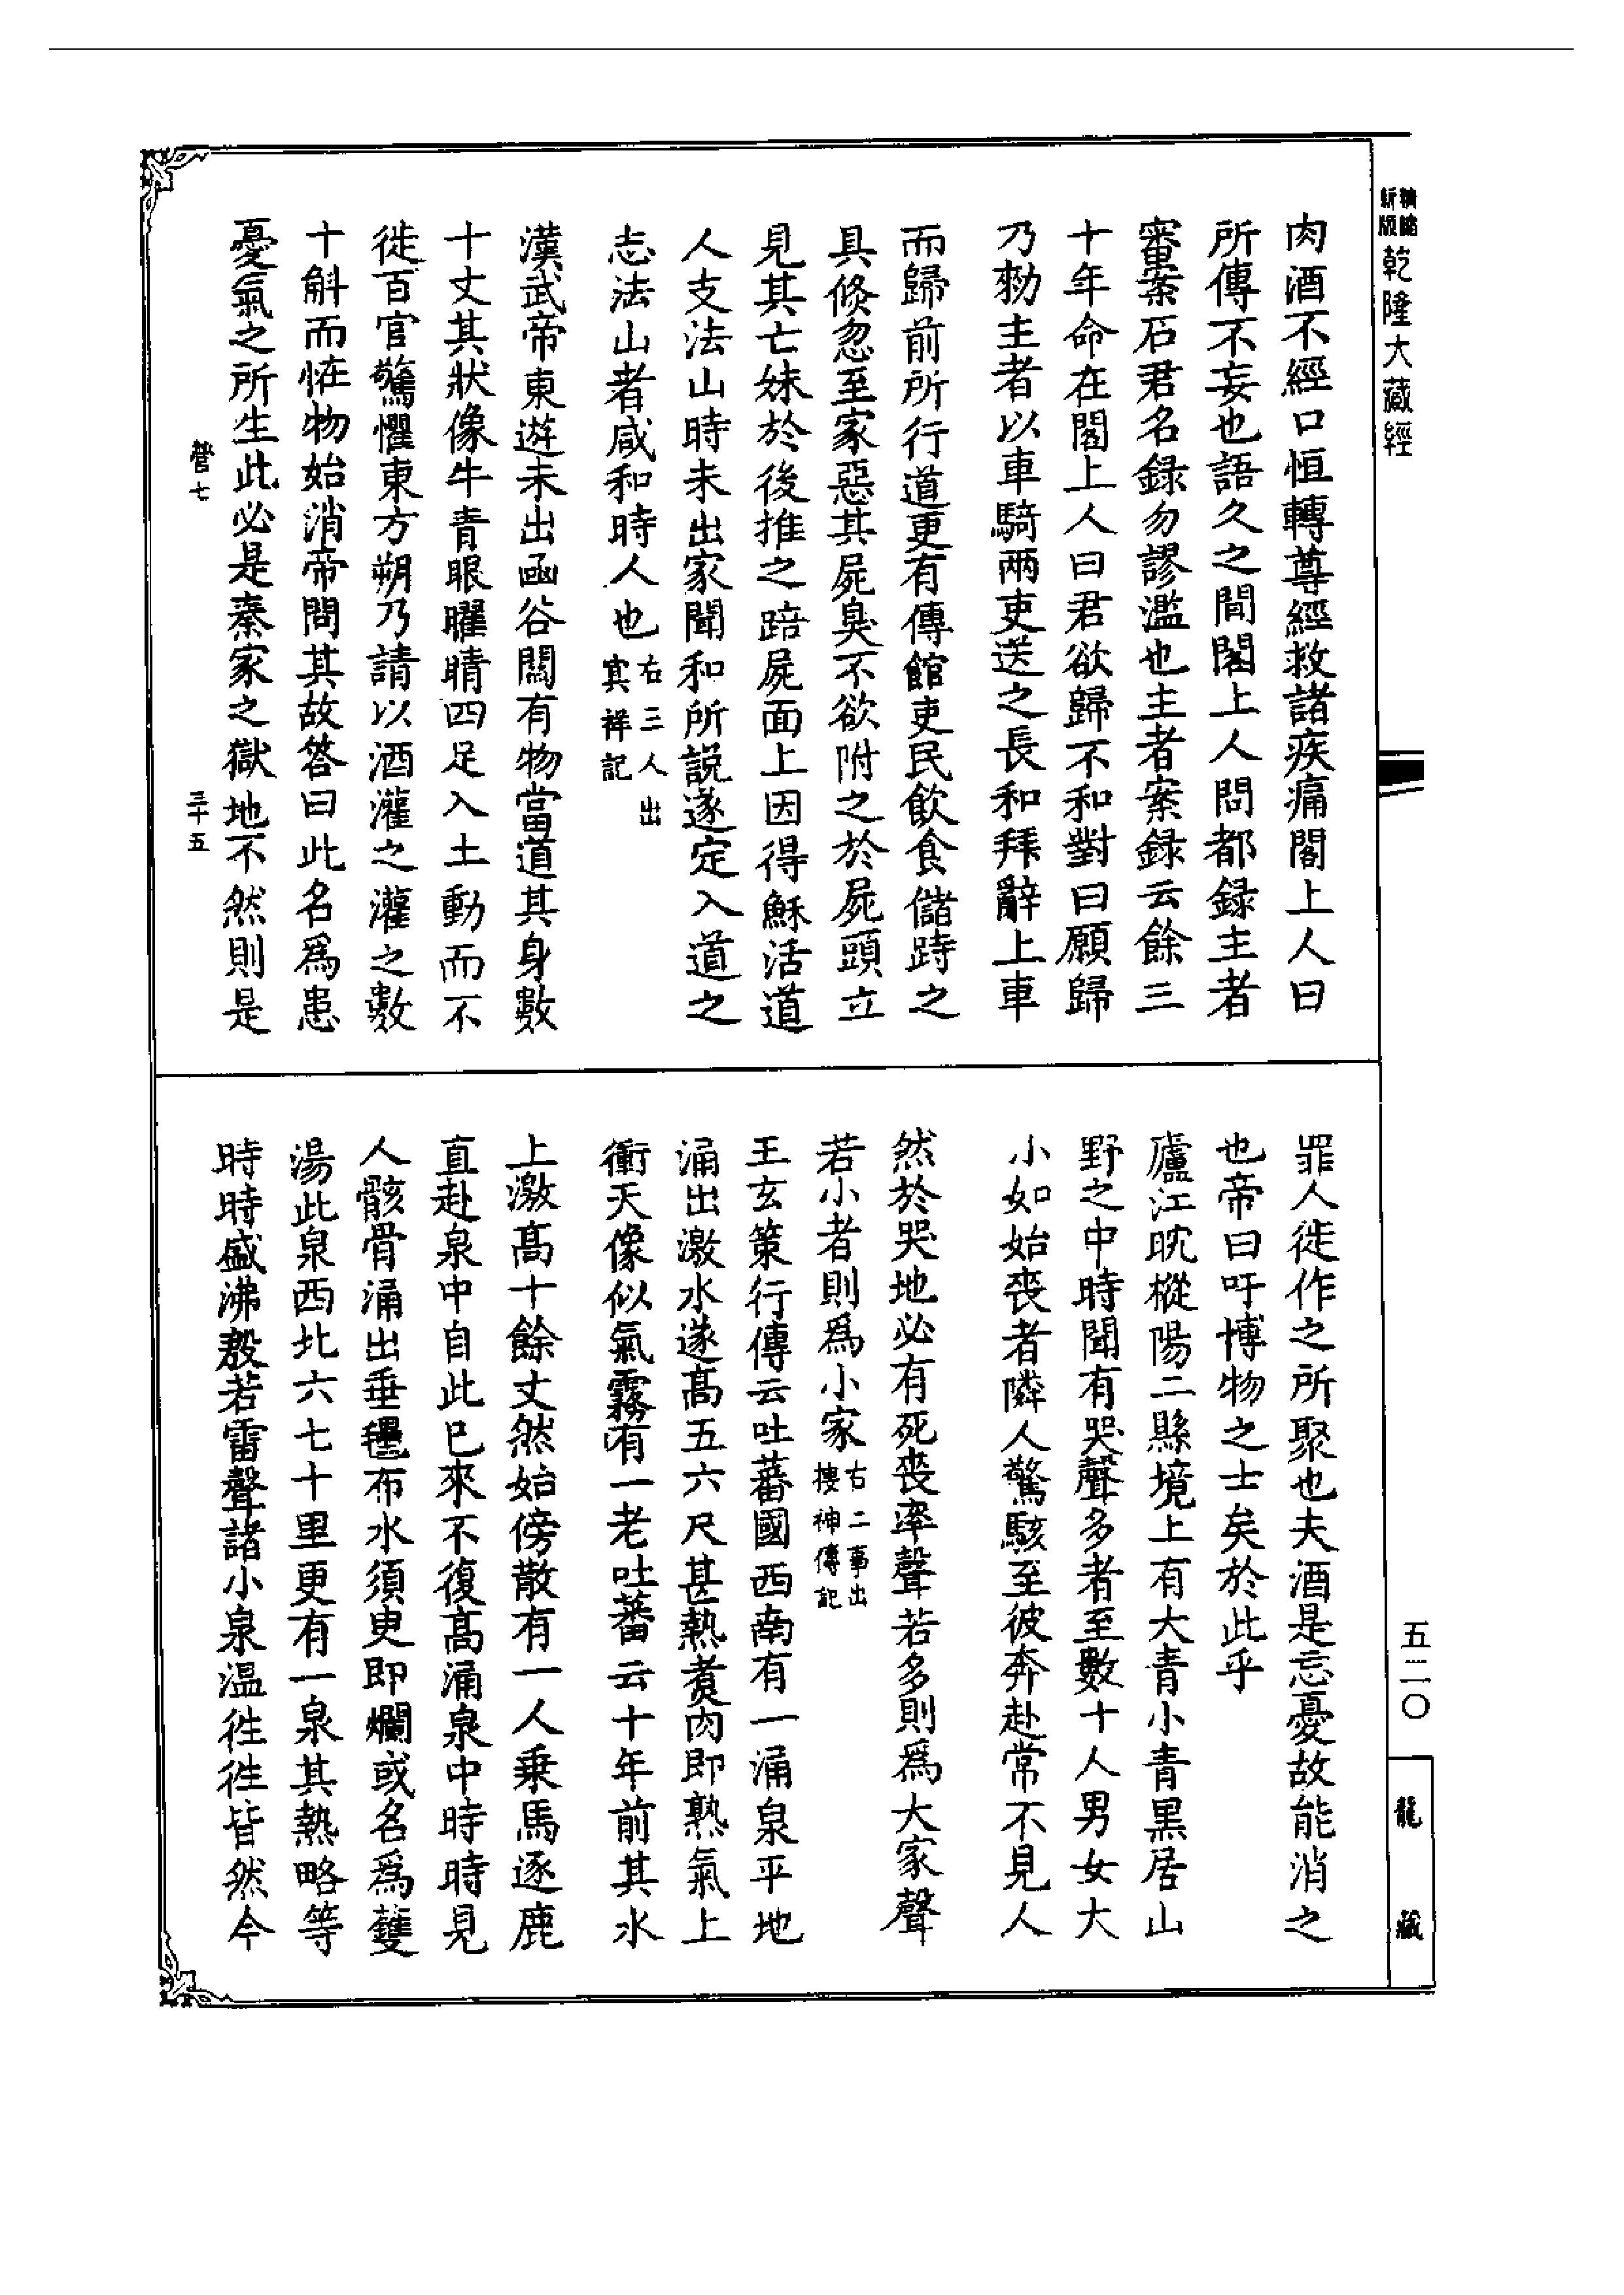 精縮新版
乾隆大藏經
肉酒不經口恒轉尊經救諸疾痛閣上人曰
所傳不妄也語久之間閣上人問都錄主者
審案石君名錄勿謬濫也主者案錄云餘三
十年命在閣上人曰君欲歸不和對曰願歸
乃勑主者以車騎兩吏送之長和拜辭上車
而歸前所行道更有傳館吏民飲食儲跱之
具倐忽至家惡其屍臭不欲附之於屍頭立
見其亡妹於後推之踣屍面上因得穌活道
人支法山時未出家聞和所說遂定入道之
志法山者咸和時人也右三人出冥祥記
漢武帝東遊未出函谷關有物當道其身數
十丈其狀像牛青眼曜睛四足入土動而不
徙百官驚懼東方朔乃請以酒灌之灌之數
十斛而恠物始消帝問其故答曰此名爲患
憂氣之所生此必是秦家之獄地不然則是
營七
三十五
罪人徙作之所聚也夫酒是忘憂故能消之
也帝曰吁博物之士矣於此乎
廬江眈樅陽二縣境上有大青小青黑居山
野之中時聞有哭聲多者至數十人男女大
小如始喪者隣人驚駭至彼奔赴常不見人
然於哭地必有死喪率聲若多則爲大家聲
若小者則爲小家右二事出搜神傳記
王玄策行傳云吐蕃國西南有一涌泉平地
涌出激水遂髙五六尺甚熱煑肉即熟氣上
衝天像似氣霧有一老吐蕃云十年前其水
上激髙十餘丈然始傍散有一人乗馬逐鹿
直赴泉中自此已來不復髙涌泉中時時見
人骸骨涌出垂㲲布水須臾即爛或名爲鑊
湯此泉西北六七十里更有一泉其熱略等
時時盛沸殷若雷聲諸小泉溫往往皆然今
五二〇
龍藏